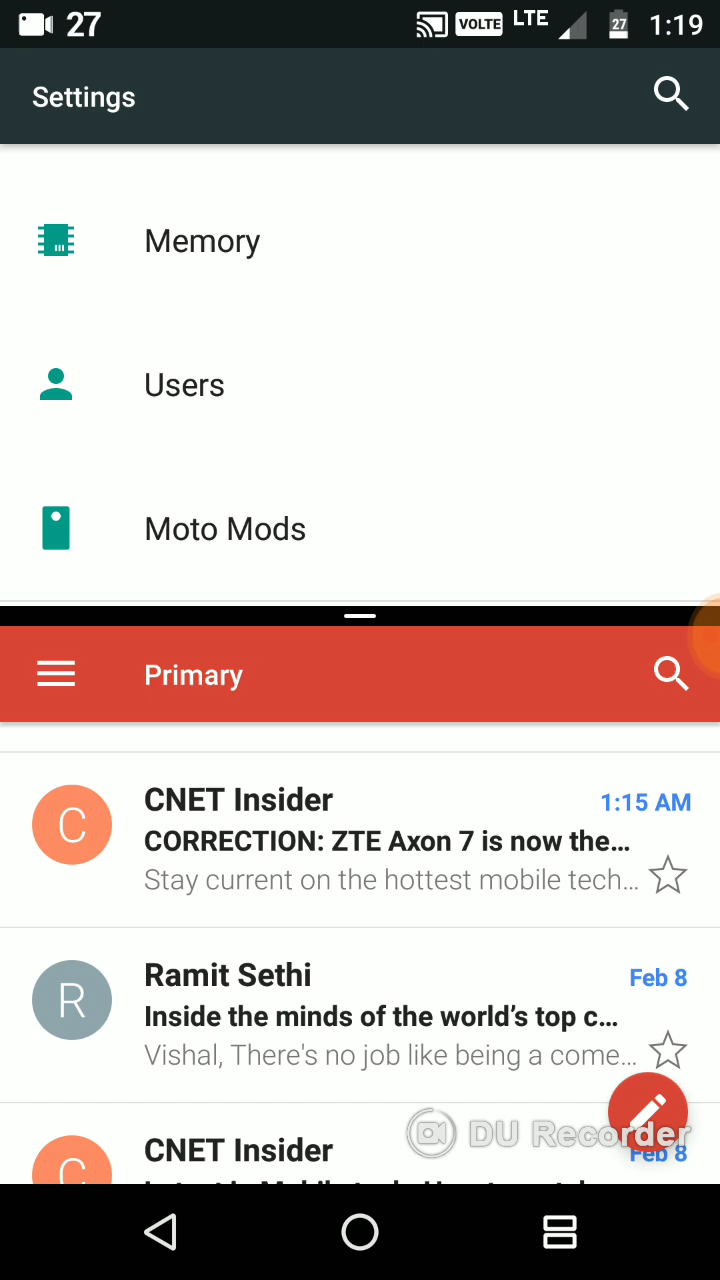 27 VOLTE LTE 27 1:19
Settings
Memory
Users
Moto Mods
Primary
C CNET Insider 1:15 AM
CORRECTION: ZTE Axon 7 is now the...
Stay current on the hottest mobile tech...
R Ramit Sethi Feb 8
Inside the minds of the world's top c...
Vishal, There's no job like being a come...
DU Recorder
C CNET Insider Feb 8